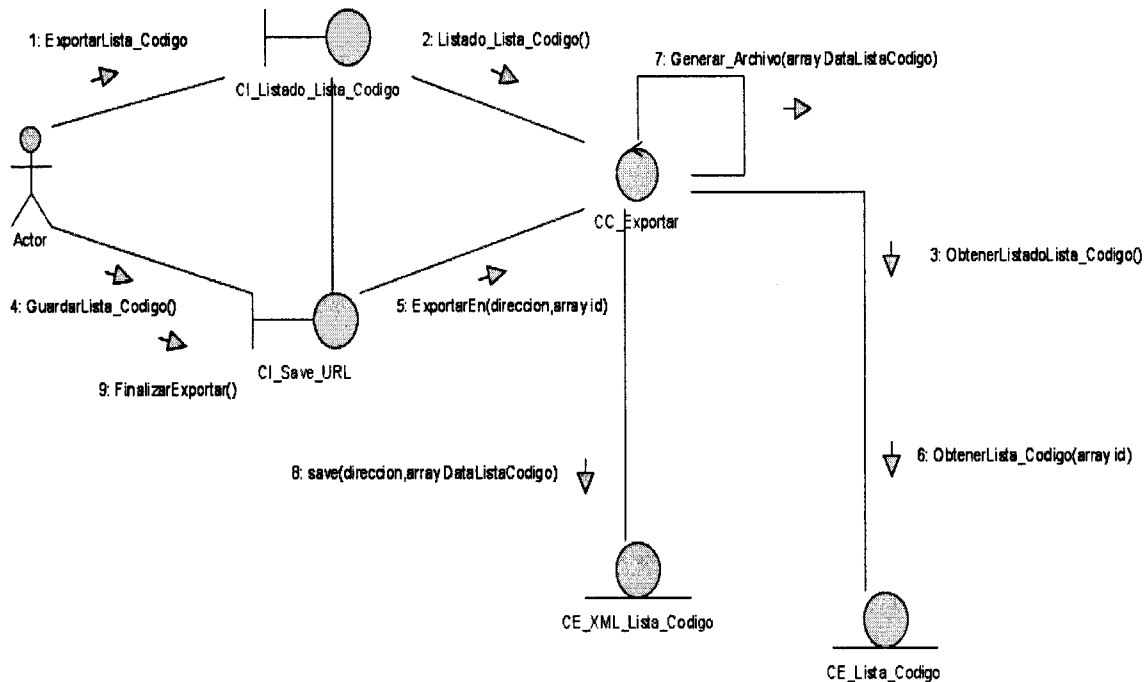 1: ExportarLista_Codigo
2: Listado_Lista_Codigo()
7: Generar_Archivo(array DataListaCodigo)
CI_Listado_Lista_Codigo
Actor
CC_Exportar
3: ObtenerListadoLista_Codigo()
4: GuardarLista_Codigo()
5: ExportarEn(direccion,array id)
CI_Save_URL
9: FinalizarExportar()
6: ObtenerLista_Codigo(array id)
8: save(direccion,array DataListaCodigo)
CE_XML_Lista_Codigo
CE_Lista_Codigo